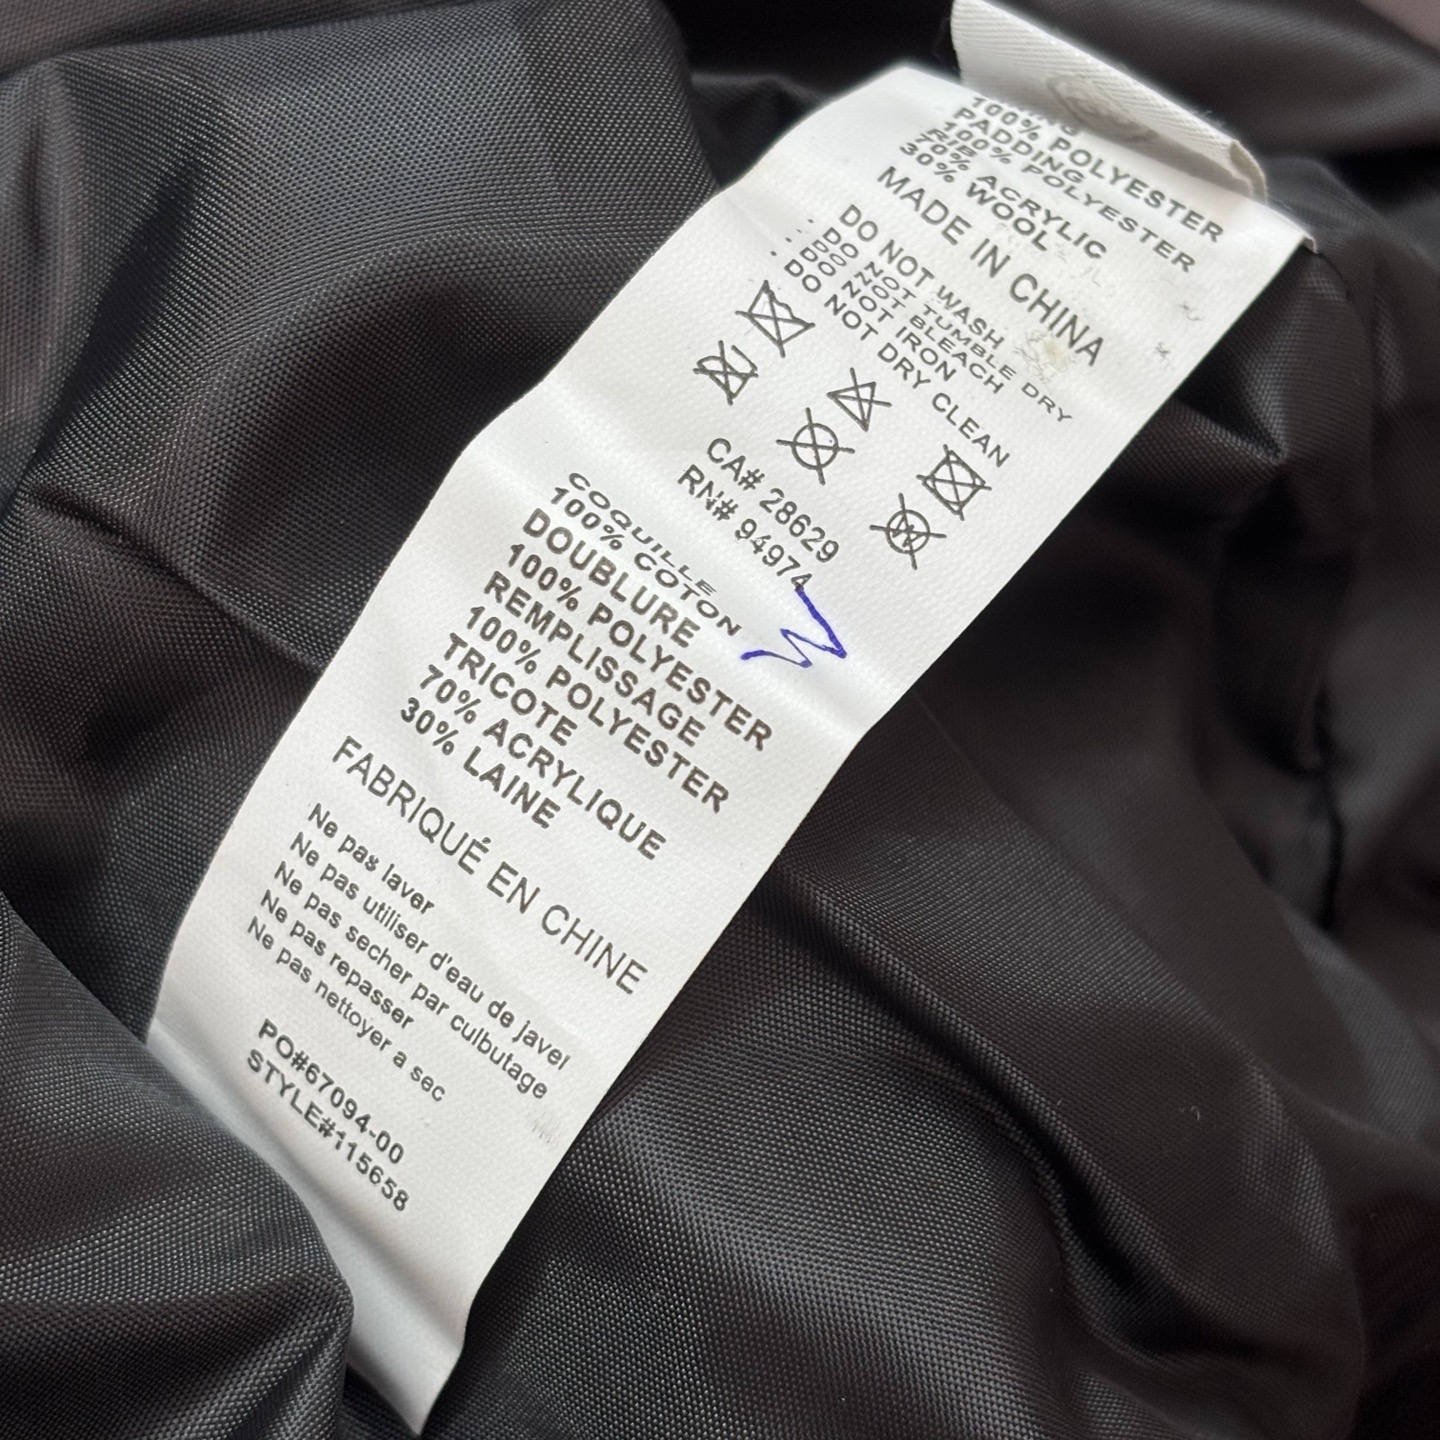 100% POLYESTER
PADDING
100% POLYESTER
RIB
70% ACRYLIC
30% WOOL
MADE IN CHINA
DO NOT WASH
DO NOT TUMBLE DRY
DO NOT BLEACH
DO NOT IRON
DO NOT DRY CLEAN
CA# 28629
RN# 94974
COQUILLE
100% COTON
DOUBLURE
100% POLYESTER
REMPLISSAGE
100% POLYESTER
TRICOTE
70% ACRYLIQUE
30% LAINE
FABRIQUÉ EN CHINE
Ne pas laver
Ne pas utiliser d'eau de javel
Ne pas secher par culbutage
Ne pas repasser
Ne pas nettoyer a sec
PO#67094-00
STYLE#115658